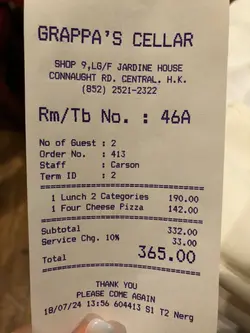 GRAPPA'S CELLAR
SHOP 9,LG/F JARDINE HOUSE
CONNAUGHT RD. CENTRAL, H.K.
(852) 2521-2322
Rm/Tb No. : 46A
No of Guest : 2
Order No. : 413
Staff : Carson
Term ID : 2
1 Lunch 2 Categories 190.00
1 Four Cheese Pizza 142.00
Subtotal 332.00
Service Chg. 10% 33.00
Total 365.00
THANK YOU
PLEASE COME AGAIN
18/07/24 13:56 604413 S1 T2 Nerg